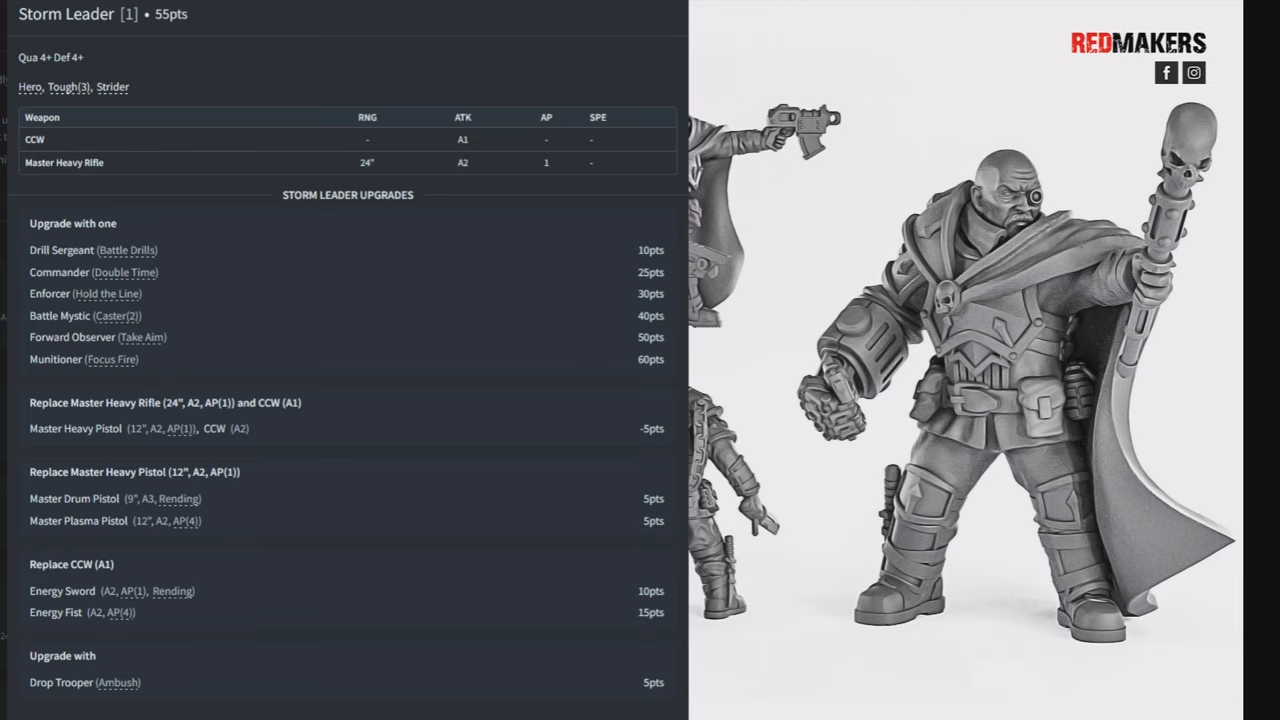 Storm Leader [1] • 55pts
Qua 4+ Def 4+
Hero, Tough(3), Strider
Weapon RNG ATK AP SPE
CCW - A1 - -
Master Heavy Rifle 24" A2 1 -
STORM LEADER UPGRADES
Upgrade with one
Drill Sergeant (Battle Drills) 10pts
Commander (Double Time) 25pts
Enforcer (Hold the Line) 30pts
Battle Mystic (Caster(2)) 40pts
Forward Observer (Take Aim) 50pts
Munitioner (Focus Fire) 60pts
Replace Master Heavy Rifle (24", A2, AP(1)) and CCW (A1)
Master Heavy Pistol (12", A2, AP(1)), CCW (A2) -5pts
Replace Master Heavy Pistol (12", A2, AP(1))
Master Drum Pistol (9", A3, Rending) 5pts
Master Plasma Pistol (12", A2, AP(4)) 5pts
Replace CCW (A1)
Energy Sword (A2, AP(1), Rending) 10pts
Energy Fist (A2, AP(4)) 15pts
Upgrade with
Drop Trooper (Ambush) 5pts
REDMAKERS